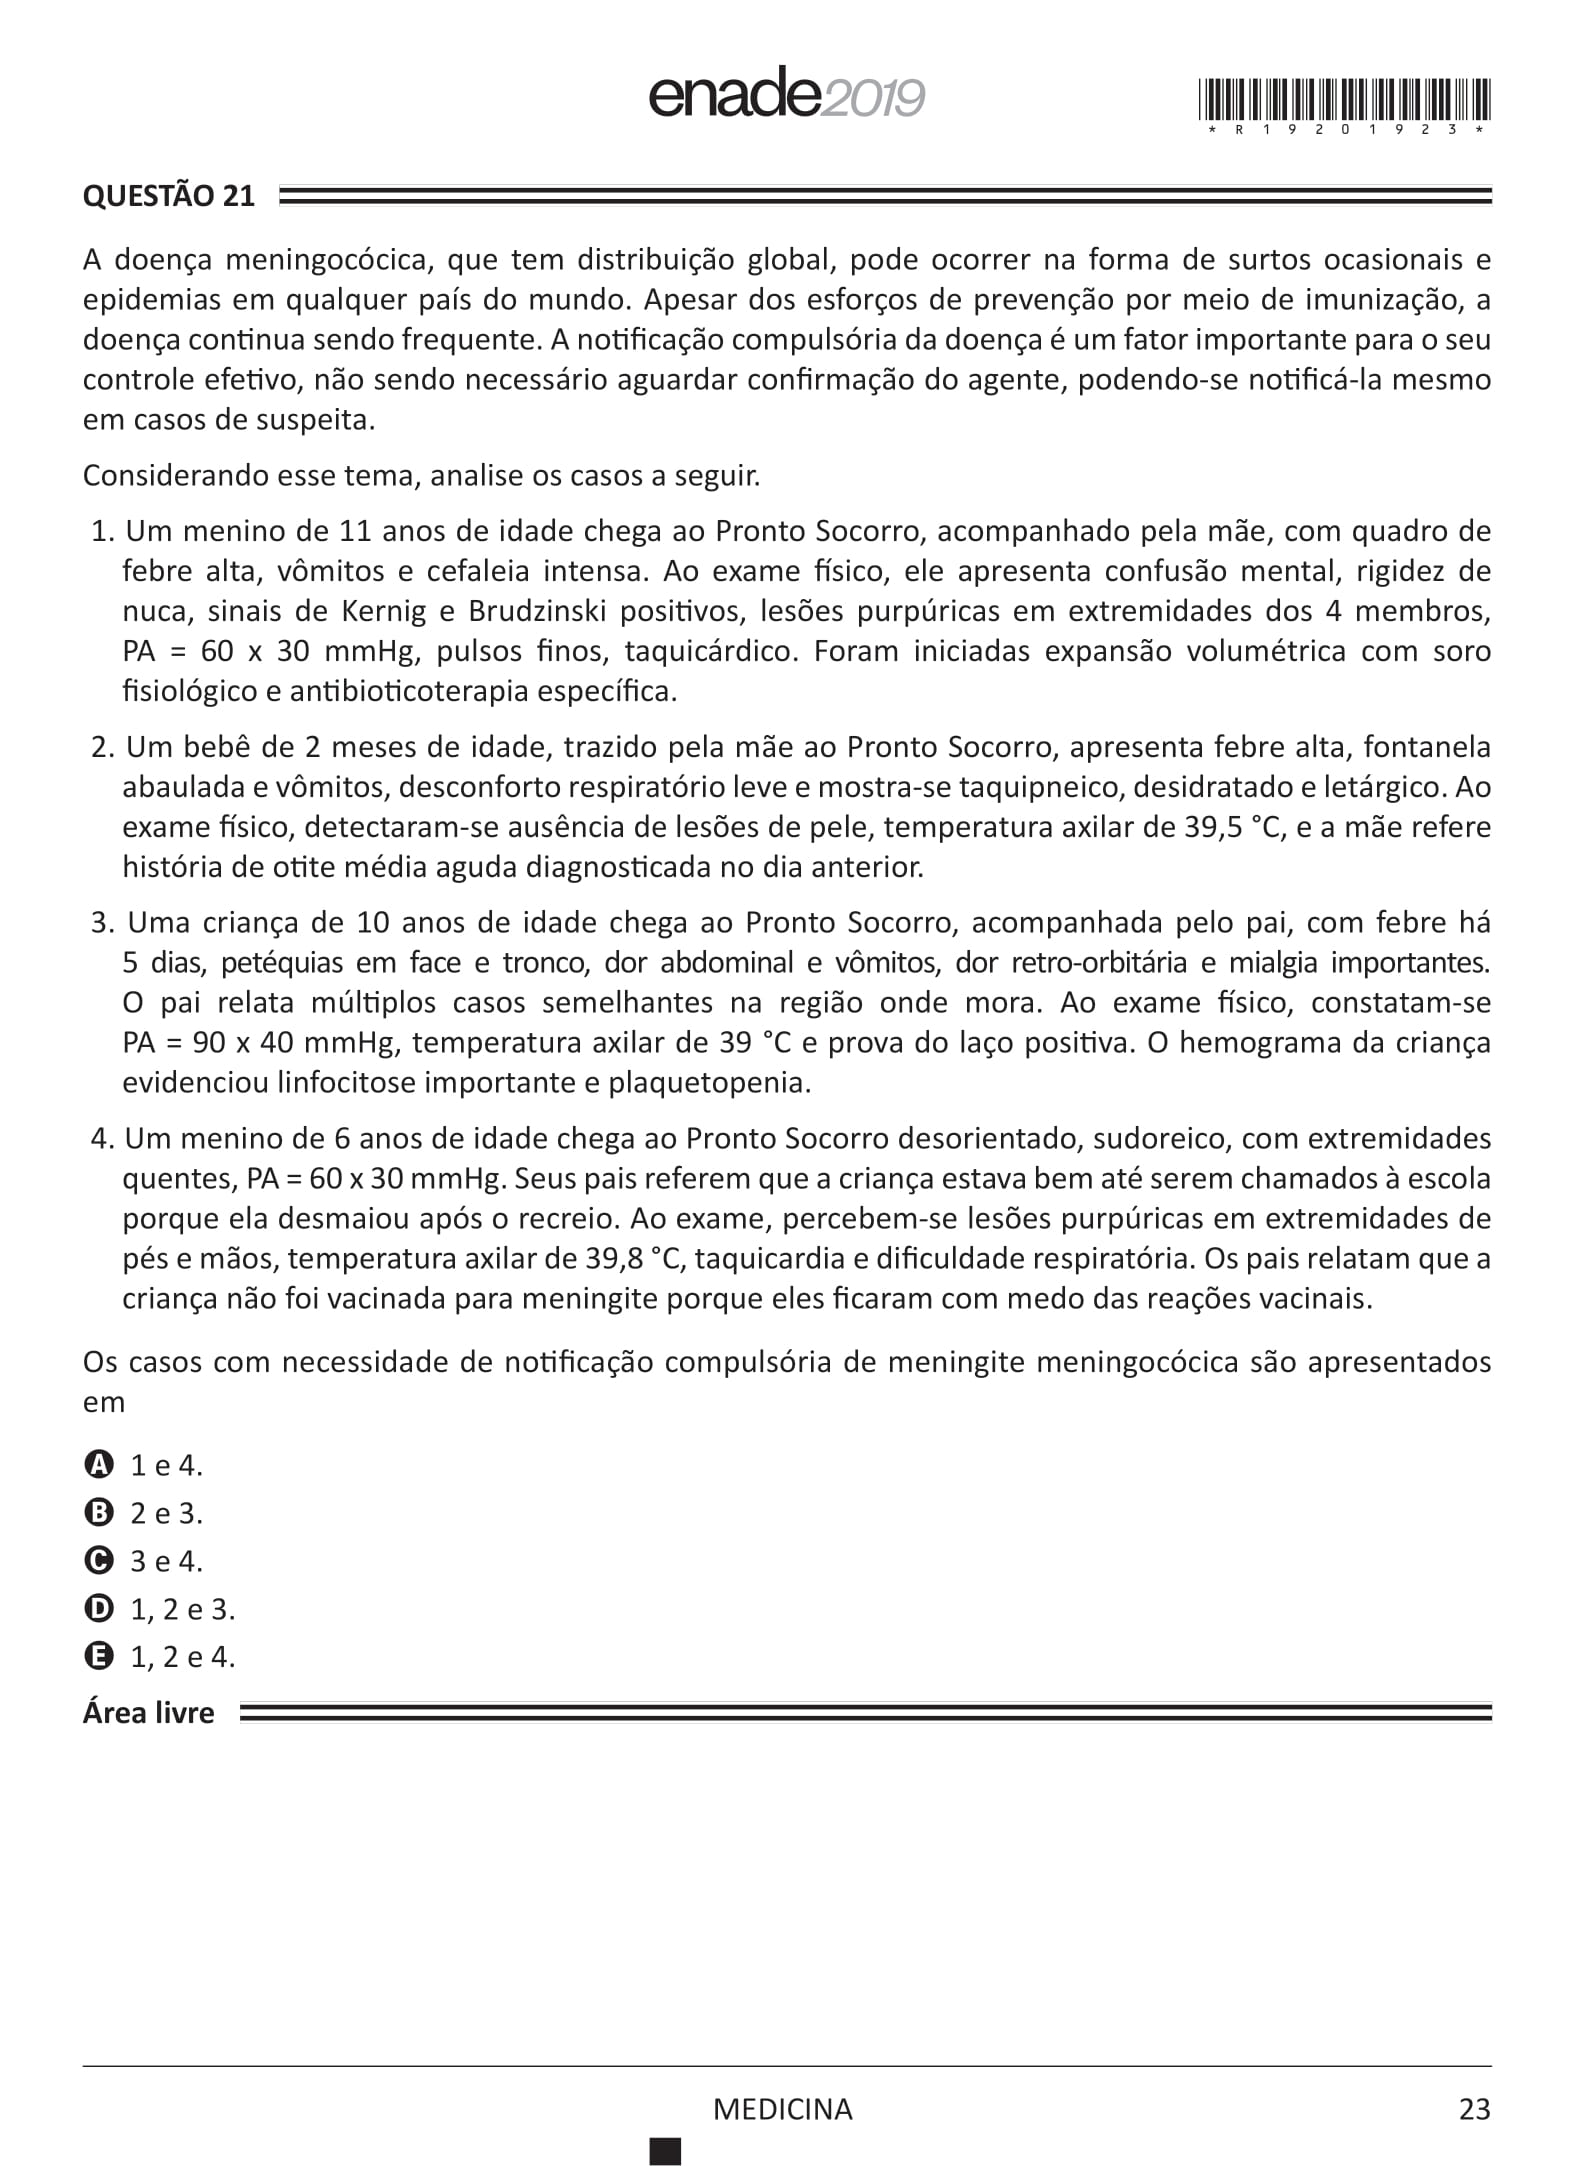 enade2019
*R19201923*
QUESTÃO 21
A doença meningocócica, que tem distribuição global, pode ocorrer na forma de surtos ocasionais e
epidemias em qualquer país do mundo. Apesar dos esforços de prevenção por meio de imunização, a
doença continua sendo frequente. A notificação compulsória da doença é um fator importante para o seu
controle efetivo, não sendo necessário aguardar confirmação do agente, podendo-se notificá-la mesmo
em casos de suspeita.
Considerando esse tema, analise os casos a seguir.
1. Um menino de 11 anos de idade chega ao Pronto Socorro, acompanhado pela mãe, com quadro de
febre alta, vômitos e cefaleia intensa. Ao exame físico, ele apresenta confusão mental, rigidez de
nuca, sinais de Kernig e Brudzinski positivos, lesões purpúricas em extremidades dos 4 membros,
PA = 60 x 30 mmHg, pulsos finos, taquicárdico. Foram iniciadas expansão volumétrica com soro
fisiológico e antibioticoterapia específica.
2. Um bebê de 2 meses de idade, trazido pela mãe ao Pronto Socorro, apresenta febre alta, fontanela
abaulada e vômitos, desconforto respiratório leve e mostra-se taquipneico, desidratado e letárgico. Ao
exame físico, detectaram-se ausência de lesões de pele, temperatura axilar de 39,5 °C, e a mãe refere
história de otite média aguda diagnosticada no dia anterior.
3. Uma criança de 10 anos de idade chega ao Pronto Socorro, acompanhada pelo pai, com febre há
5 dias, petéquias em face e tronco, dor abdominal e vômitos, dor retro-orbitária e mialgia importantes.
O pai relata múltiplos casos semelhantes na região onde mora. Ao exame físico, constatam-se
PA = 90 x 40 mmHg, temperatura axilar de 39 °C e prova do laço positiva. O hemograma da criança
evidenciou linfocitose importante e plaquetopenia.
4. Um menino de 6 anos de idade chega ao Pronto Socorro desorientado, sudoreico, com extremidades
quentes, PA = 60 x 30 mmHg. Seus pais referem que a criança estava bem até serem chamados à escola
porque ela desmaiou após o recreio. Ao exame, percebem-se lesões purpúricas em extremidades de
pés e mãos, temperatura axilar de 39,8 °C, taquicardia e dificuldade respiratória. Os pais relatam que a
criança não foi vacinada para meningite porque eles ficaram com medo das reações vacinais.
Os casos com necessidade de notificação compulsória de meningite meningocócica são apresentados
em
A 1 e 4.
B 2 e 3.
C 3 e 4.
D 1, 2 e 3.
E 1, 2 e 4.
Área livre
MEDICINA
23